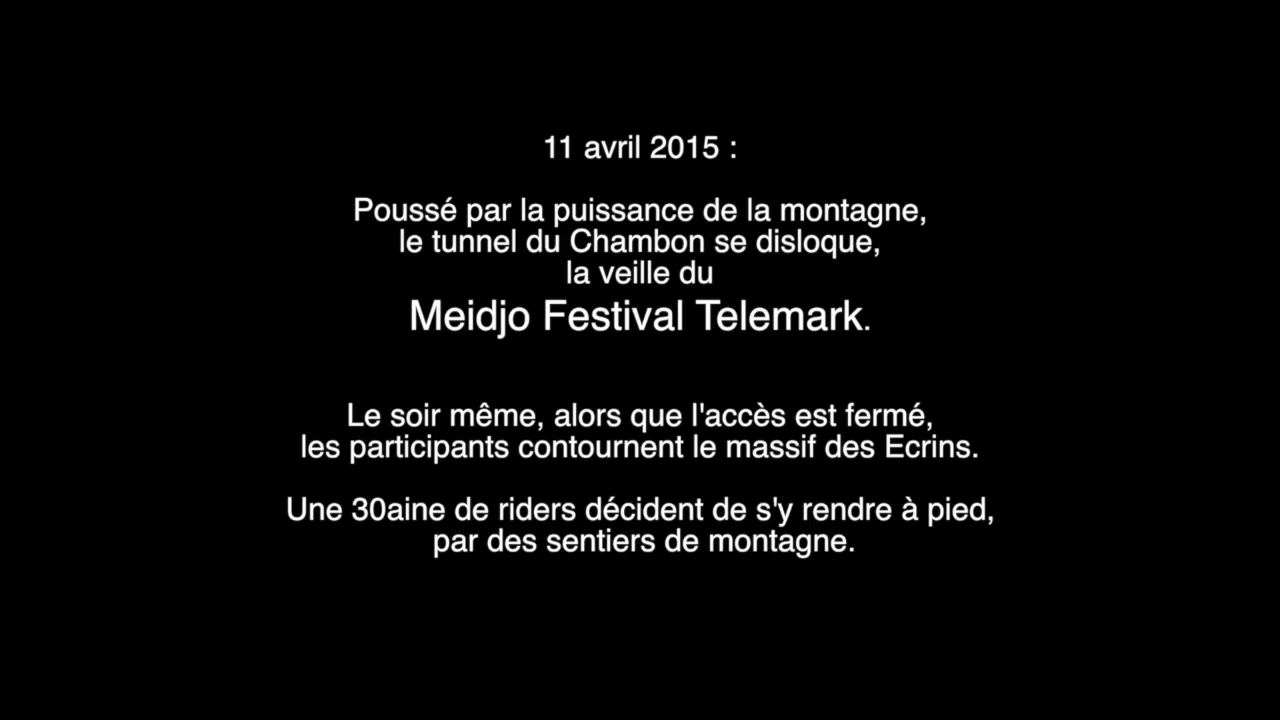 11 avril 2015 :
Poussé par la puissance de la montagne,
le tunnel du Chambon se disloque,
la veille du
Meidjo Festival Telemark.
Le soir même, alors que l'accès est fermé,
les participants contournent le massif des Ecrins.
Une 30aine de riders décident de s'y rendre à pied,
par des sentiers de montagne.